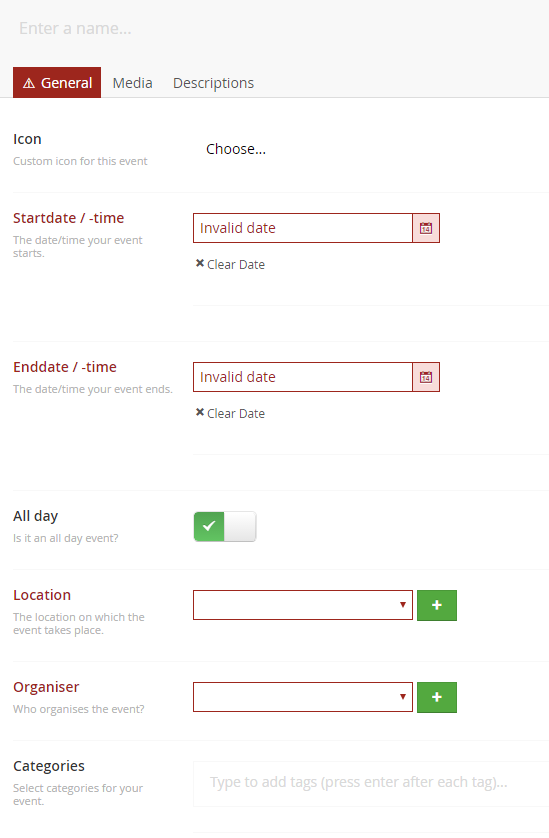 Enter a name...
General Media Descriptions
Icon
Custom icon for this event
Choose...
Startdate / -time
The date/time your event
starts.
Invalid date
14
Clear Date
Enddate / -time
The date/time your event ends.
Invalid date
14
Clear Date
All day
Is it an all day event?
Location
The location on which the
event takes place.
Organiser
Who organises the event?
Categories
Select categories for your
event.
Type to add tags (press enter after each tag)...